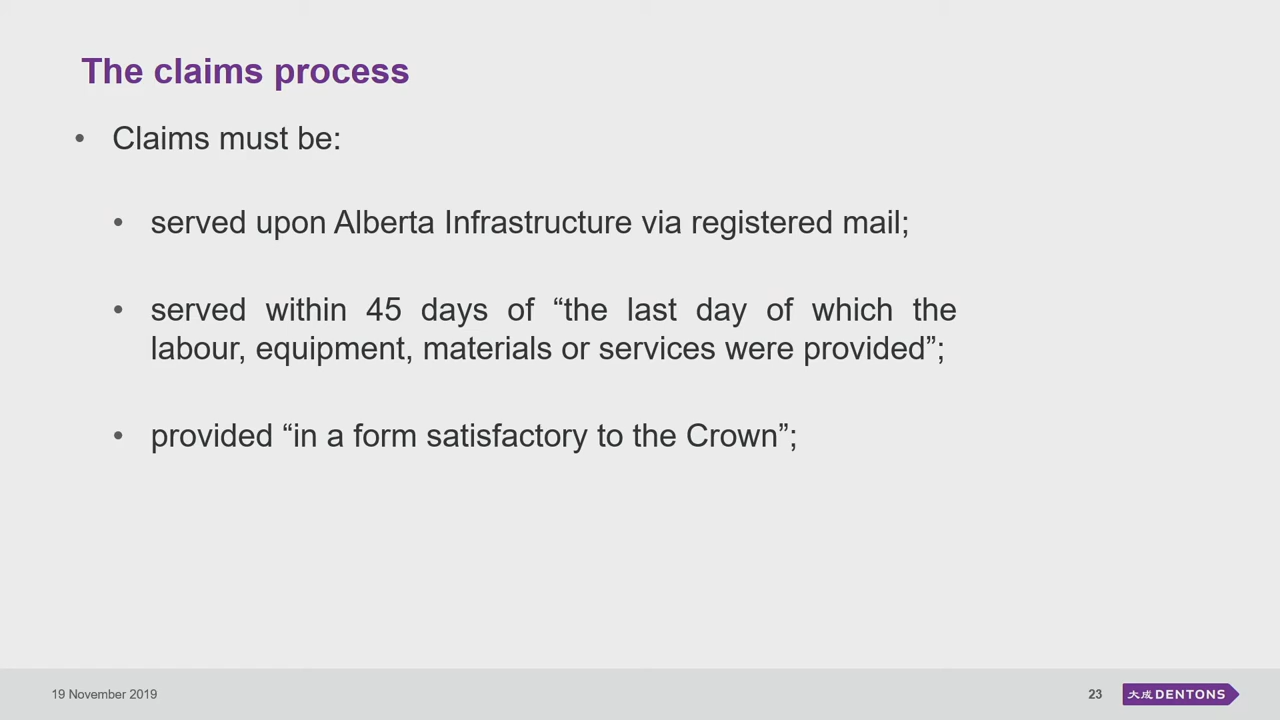 The claims process
• Claims must be:
• served upon Alberta Infrastructure via registered mail;
• served within 45 days of “the last day of which the
labour, equipment, materials or services were provided”;
• provided “in a form satisfactory to the Crown”;
19 November 2019
23
大成 DENTONS